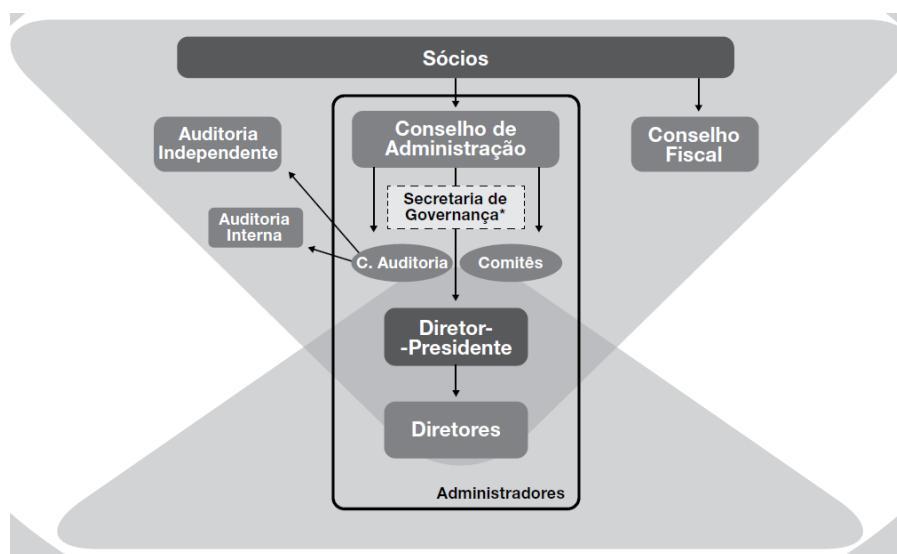 Sócios
Conselho de
Administração
Auditoria
Independente
Conselho
Fiscal
Secretaria de
Governança*
Auditoria
Interna
C. Auditoria
Comitês
Diretor-
-Presidente
Diretores
Administradores